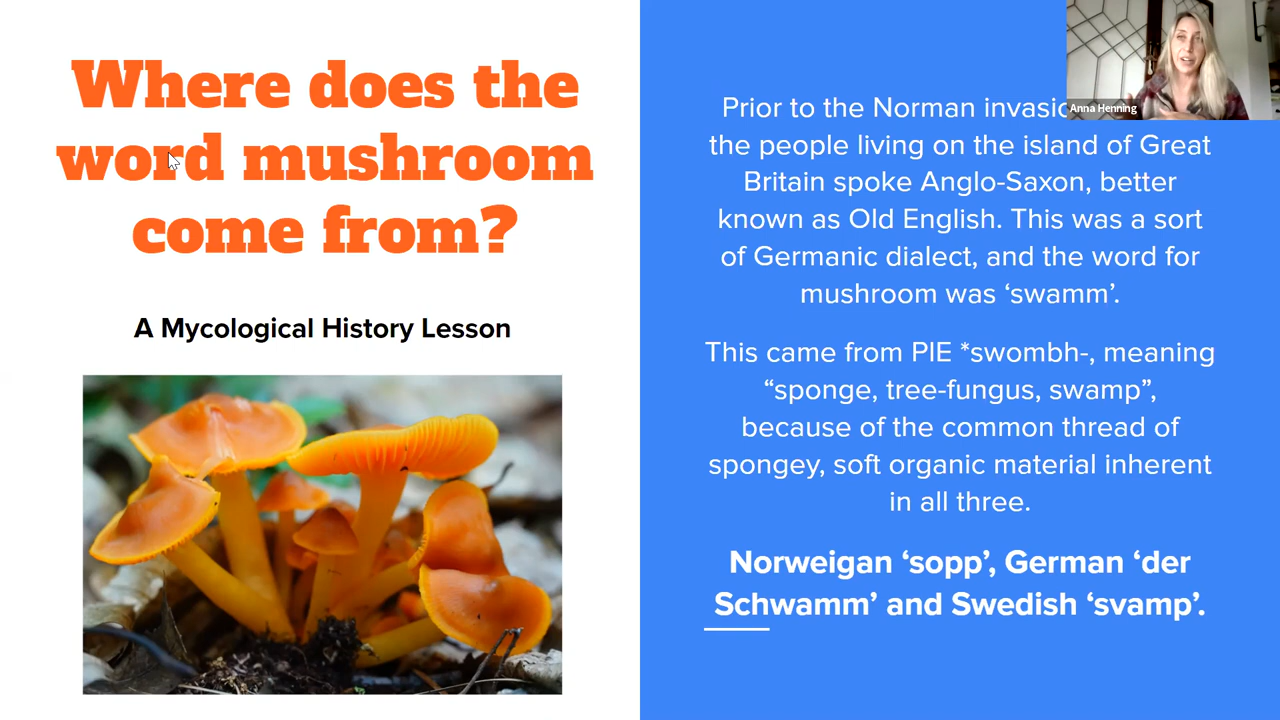 Where does the
word mushroom
come from?
A Mycological History Lesson
Anna Henning
Prior to the Norman
the people living on the island of Great
Britain spoke Anglo-Saxon, better
known as Old English. This was a sort
of Germanic dialect, and the word for
mushroom was ‘swamm’.
This came from PIE *swombh-, meaning
“sponge, tree-fungus, swamp”,
because of the common thread of
spongey, soft organic material inherent
in all three.
Norweigan ‘sopp’, German ‘der
Schwamm’ and Swedish ‘svamp’.